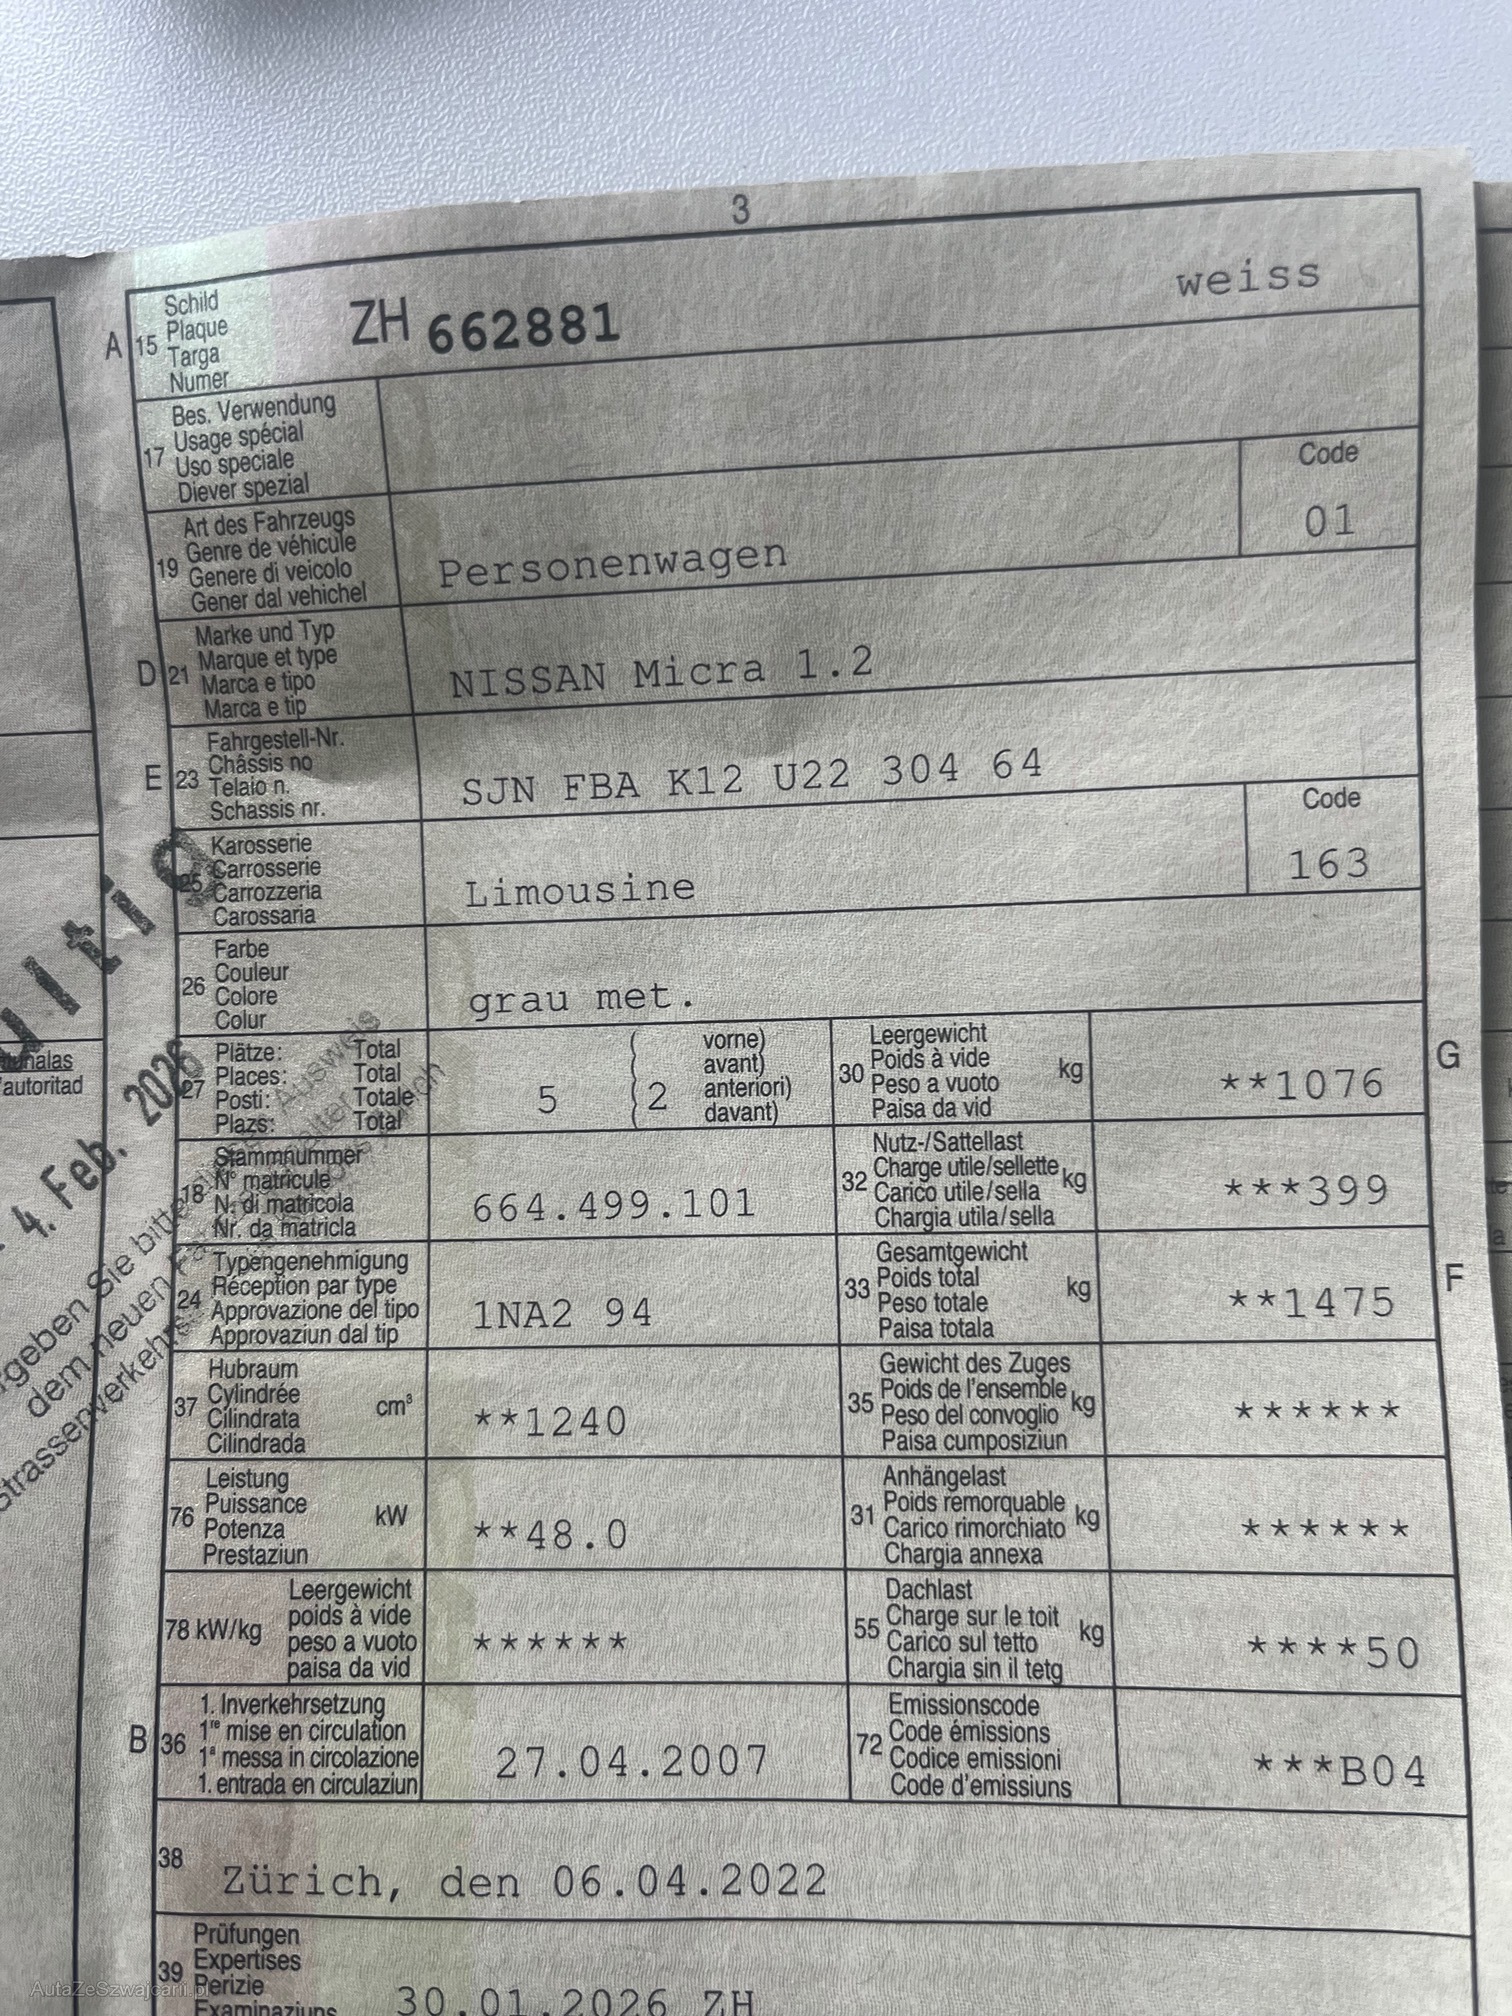 3
A 15 Schild
Plaque
Targa
Numer
ZH 662881
weiss
17 Bes. Verwendung
Usage spécial
Uso speciale
Diever spezial
19 Art des Fahrzeugs
Genre de véhicule
Genere di veicolo
Gener dal vehichel
Personenwagen
Code
01
D 21 Marke und Typ
Marque et type
Marca e tipo
Marca e tip
NISSAN Micra 1.2
E 23 Fahrgestell-Nr.
Châssis no
Telaio n.
Schassis nr.
SJN FBA K12 U22 304 64
25 Karosserie
Carrosserie
Carrozzeria
Carossaria
Limousine
Code
163
26 Farbe
Couleur
Colore
Colur
grau met.
27 Plätze: Total
Places: Total
Posti: Totale
Plazs: Total
5 (2
vorne)
avant)
anteriori)
davant)
30 Leergewicht
Poids à vide kg
Peso a vuoto
Paisa da vid
**1076
G
18 Stammnummer
N° matricule
N. di matricola
Nr. da matricla
664.499.101
32 Nutz-/Sattellast
Charge utile/sellette kg
Carico utile/sella
Chargia utila/sella
***399
24 Typengenehmigung
Réception par type
Approvazione del tipo
Approvaziun dal tip
1NA2 94
33 Gesamtgewicht
Poids total kg
Peso totale
Paisa totala
**1475
F
37 Hubraum
Cylindrée cm³
Cilindrata
Cilindrada
**1240
35 Gewicht des Zuges
Poids de l'ensemble kg
Peso del convoglio
Paisa cumposiziun
******
76 Leistung
Puissance kW
Potenza
Prestaziun
**48.0
31 Anhängelast
Poids remorquable kg
Carico rimorchiato
Chargia annexa
******
78 kW/kg Leergewicht
poids à vide
peso a vuoto
paisa da vid
******
55 Dachlast
Charge sur le toit kg
Carico sul tetto
Chargia sin il tetg
****50
B 36 1. Inverkehrsetzung
1re mise en circulation
1a messa in circolazione
1. entrada en circulaziun
27.04.2007
72 Emissionscode
Code émissions
Codice emissioni
Code d'emissiuns
***B04
38
Zürich, den 06.04.2022
39 Prüfungen
Expertises
Perizie
Examinaziuns
30.01.2026 ZH
autoritad
4. Feb. 2026
Ausweis
Sie bitte
dem neuen
AutaZeSzwajcarii.pl